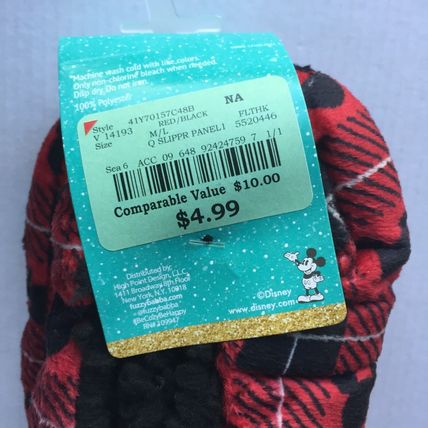 Machine wash cold with like colors.
Only non-chlorine bleach when needed.
Drip dry. Do not iron.
100% Polyester
Style 41Y70157C48B NA
V 14193 RED/BLACK FLTHK
Size M/L 5520446
Q SLIPPR PANEL1
Sea 6 ACC 09 648 92424759 7 1/1
Comparable Value $10.00
$4.99
Distributed by:
High Point Design, LLC
1411 Broadway 8th Floor
New York, N.Y. 10018
fuzzybabba.com
@fuzzybabba
#BeCozyBeHappy
RN# 109947
©Disney
www.disney.com